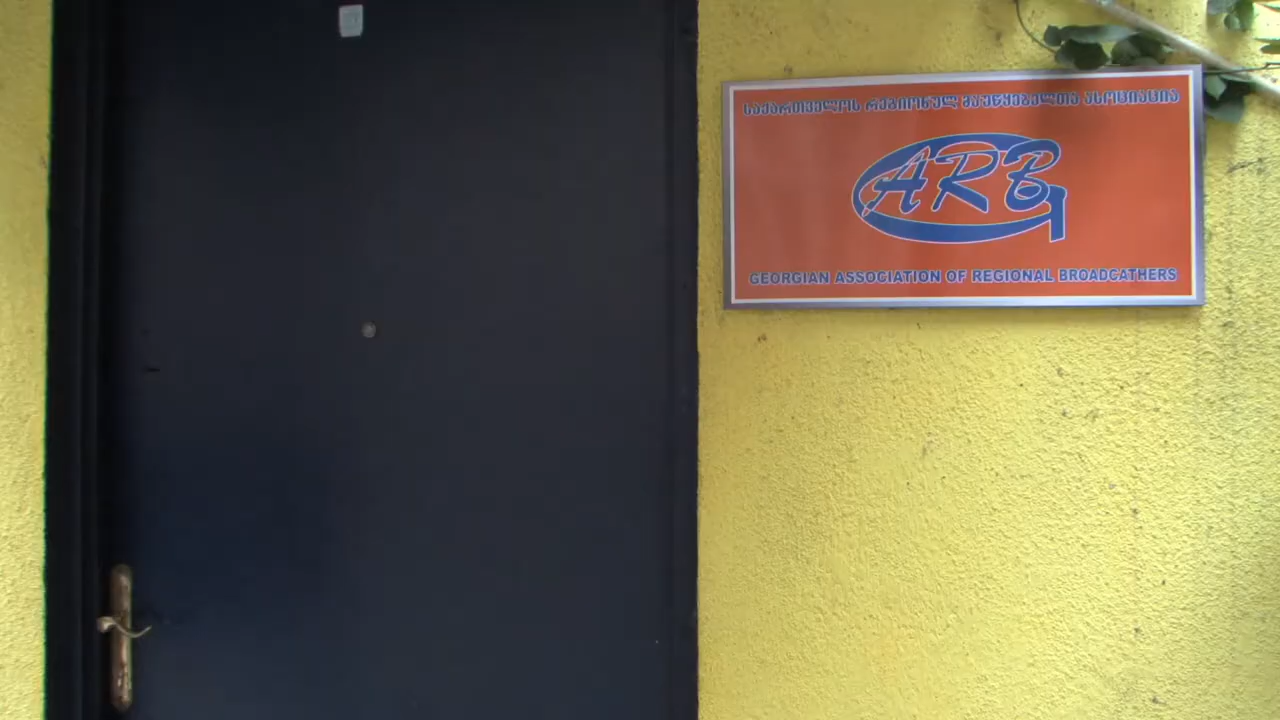 საქართველოს რეგიონულ მაუწყებელთა ასოციაცია
ARB
GEORGIAN ASSOCIATION OF REGIONAL BROADCATHERS